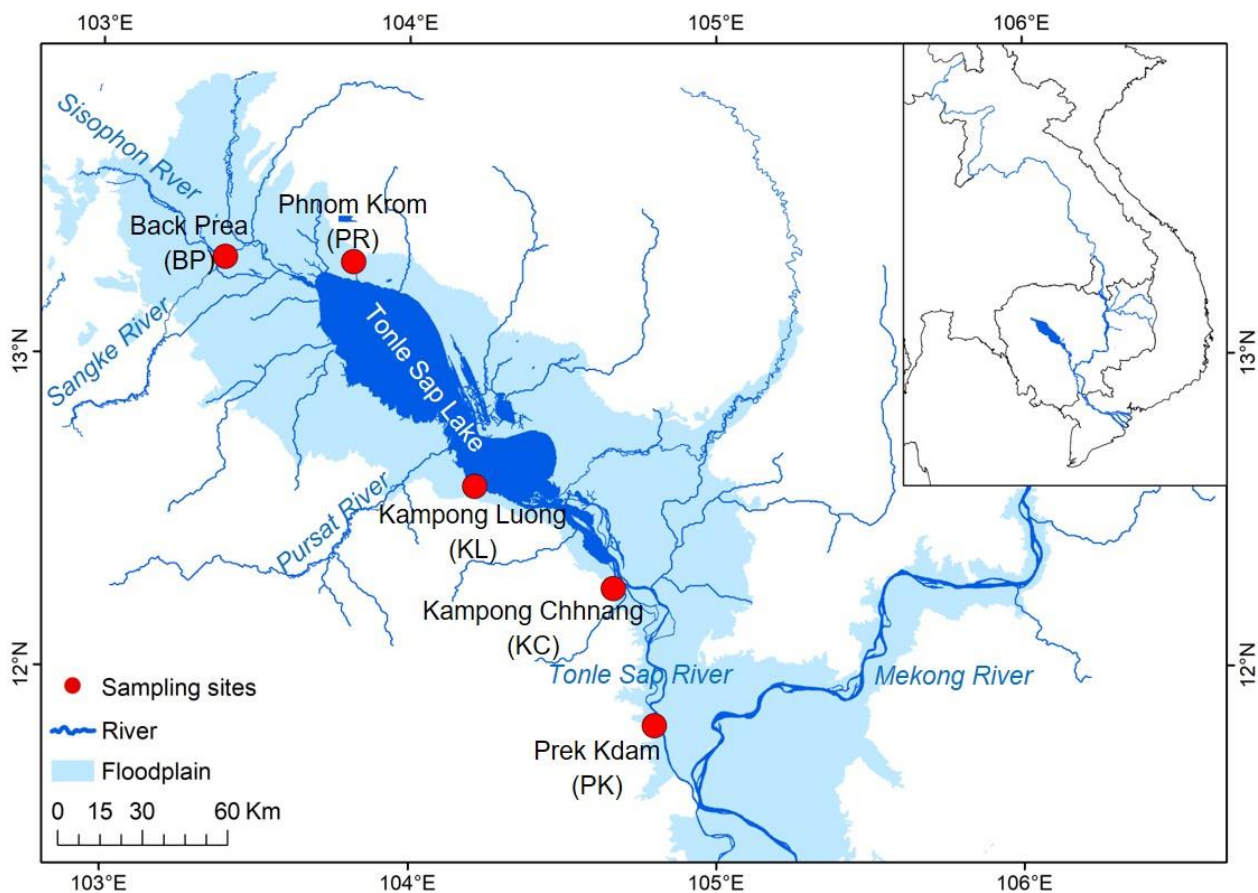 103°E 104°E 105°E 106°E
Sisophon Rver
Phnom Krom
(PR)
Back Prea
(BP)
13°N
13°N
Sangke River
Tonle Sap Lake
Pursat River
Kampong Luong
(KL)
Kampong Chhnang
(KC)
12°N
12°N
Tonle Sap River
Mekong River
Sampling sites
River
Prek Kdam
(PK)
Floodplain
0 15 30 60 Km
103°E 104°E 105°E 106°E